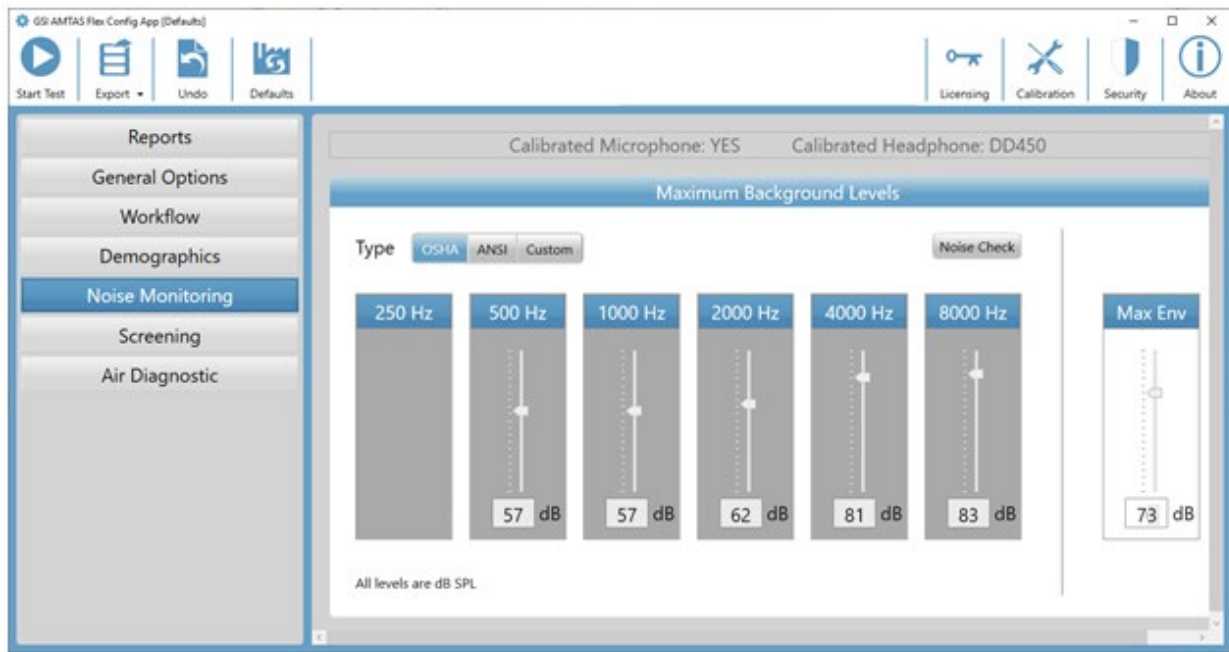 GSI AMTAS Flex Config App [Defaults]
Start Test Export Undo Defaults Licensing Calibration Security About
Reports
General Options
Workflow
Demographics
Noise Monitoring
Screening
Air Diagnostic
Calibrated Microphone: YES Calibrated Headphone: DD450
Maximum Background Levels
Type OSHA ANSI Custom Noise Check
250 Hz 500 Hz 1000 Hz 2000 Hz 4000 Hz 8000 Hz Max Env
57 dB 57 dB 62 dB 81 dB 83 dB 73 dB
All levels are dB SPL